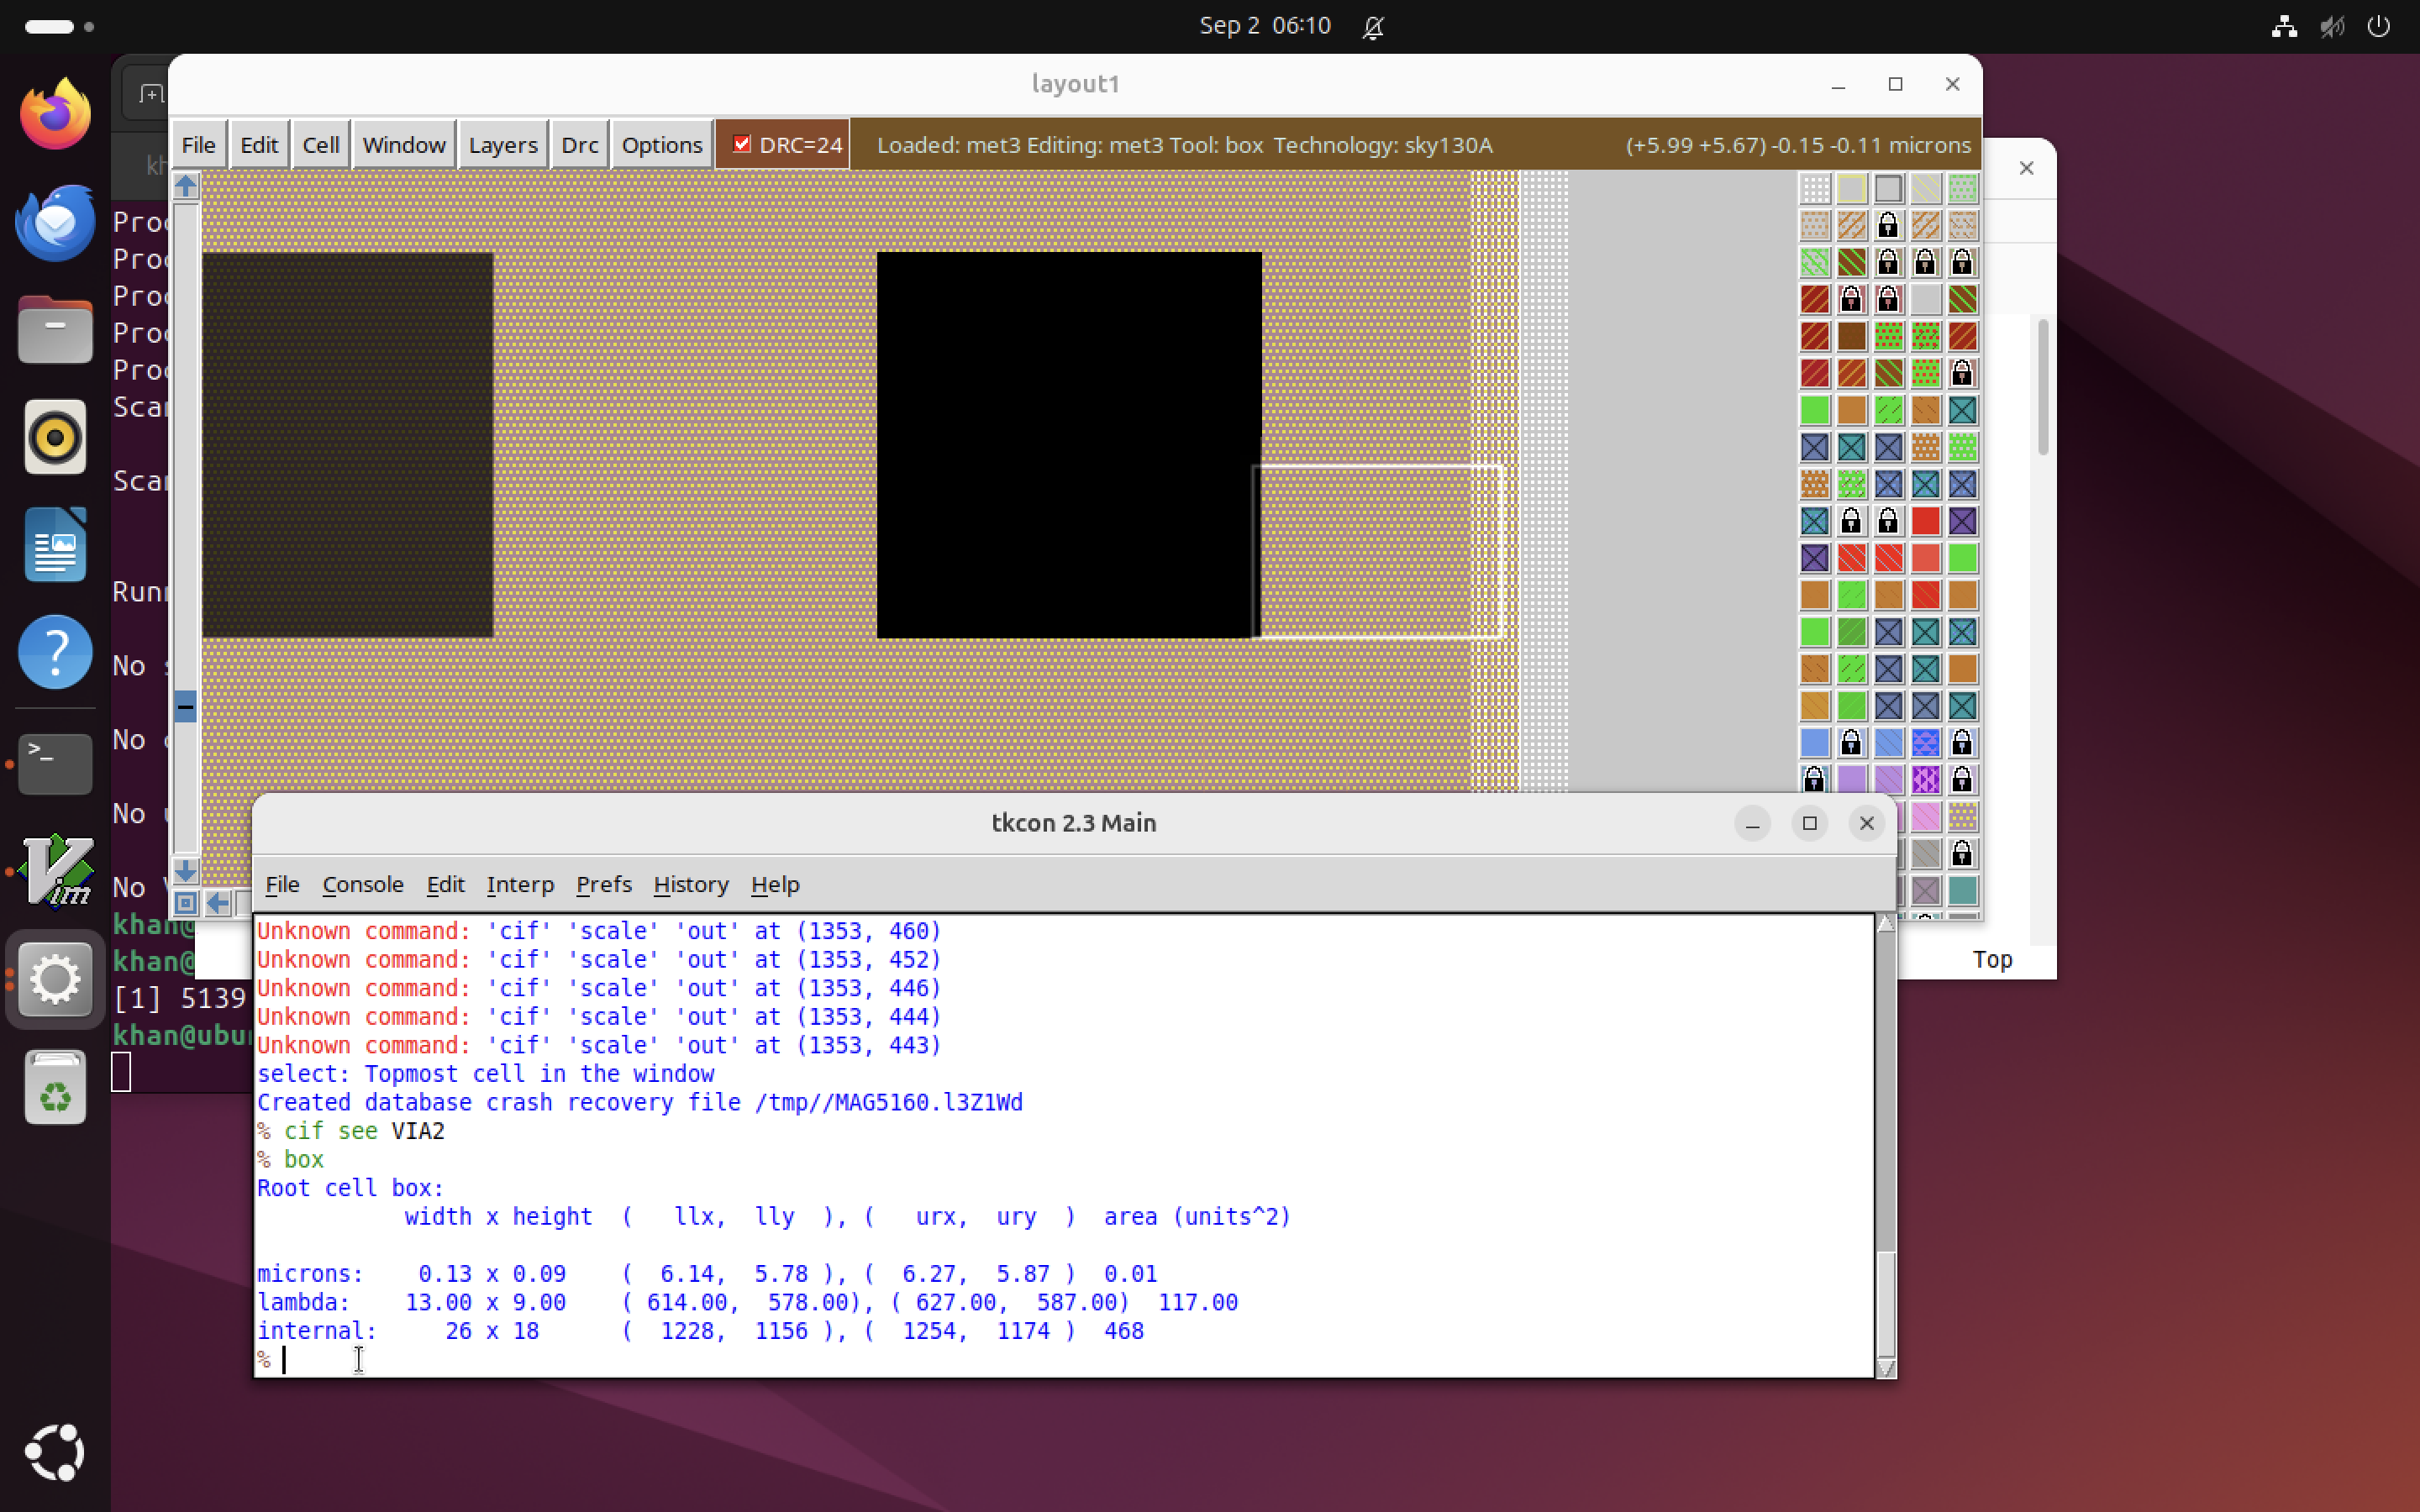 Sep 2 06:10
layout1
File Edit Cell Window Layers Drc Options DRC=24 Loaded: met3 Editing: met3 Tool: box Technology: sky130A (+5.99 +5.67) -0.15 -0.11 microns
kh
Proc
Proc
Proc
Proc
Proc
Scan
Scan
Runn
No
No
No
No
khan@
khan@
[1] 5139
khan@ubu
Top
tkcon 2.3 Main
File Console Edit Interp Prefs History Help
Unknown command: 'cif' 'scale' 'out' at (1353, 460)
Unknown command: 'cif' 'scale' 'out' at (1353, 452)
Unknown command: 'cif' 'scale' 'out' at (1353, 446)
Unknown command: 'cif' 'scale' 'out' at (1353, 444)
Unknown command: 'cif' 'scale' 'out' at (1353, 443)
select: Topmost cell in the window
Created database crash recovery file /tmp//MAG5160.l3Z1Wd
% cif see VIA2
% box
Root cell box:
width x height ( llx, lly ), ( urx, ury ) area (units^2)
microns: 0.13 x 0.09 ( 6.14, 5.78 ), ( 6.27, 5.87 ) 0.01
lambda: 13.00 x 9.00 ( 614.00, 578.00), ( 627.00, 587.00) 117.00
internal: 26 x 18 ( 1228, 1156 ), ( 1254, 1174 ) 468
%